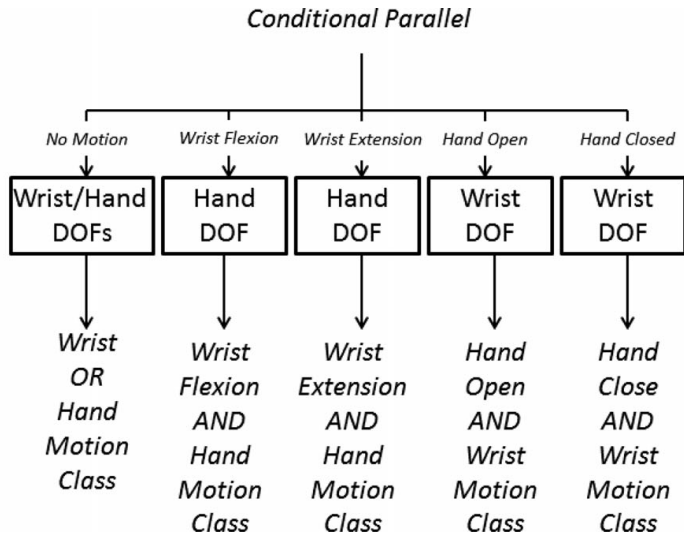 Conditional Parallel
No Motion
Wrist Flexion
Wrist Extension
Hand Open
Hand Closed
Wrist/Hand
DOFs
Hand
DOF
Hand
DOF
Wrist
DOF
Wrist
DOF
Wrist
OR
Hand
Motion
Class
Wrist
Flexion
AND
Hand
Motion
Class
Wrist
Extension
AND
Hand
Motion
Class
Hand
Open
AND
Wrist
Motion
Class
Hand
Close
AND
Wrist
Motion
Class